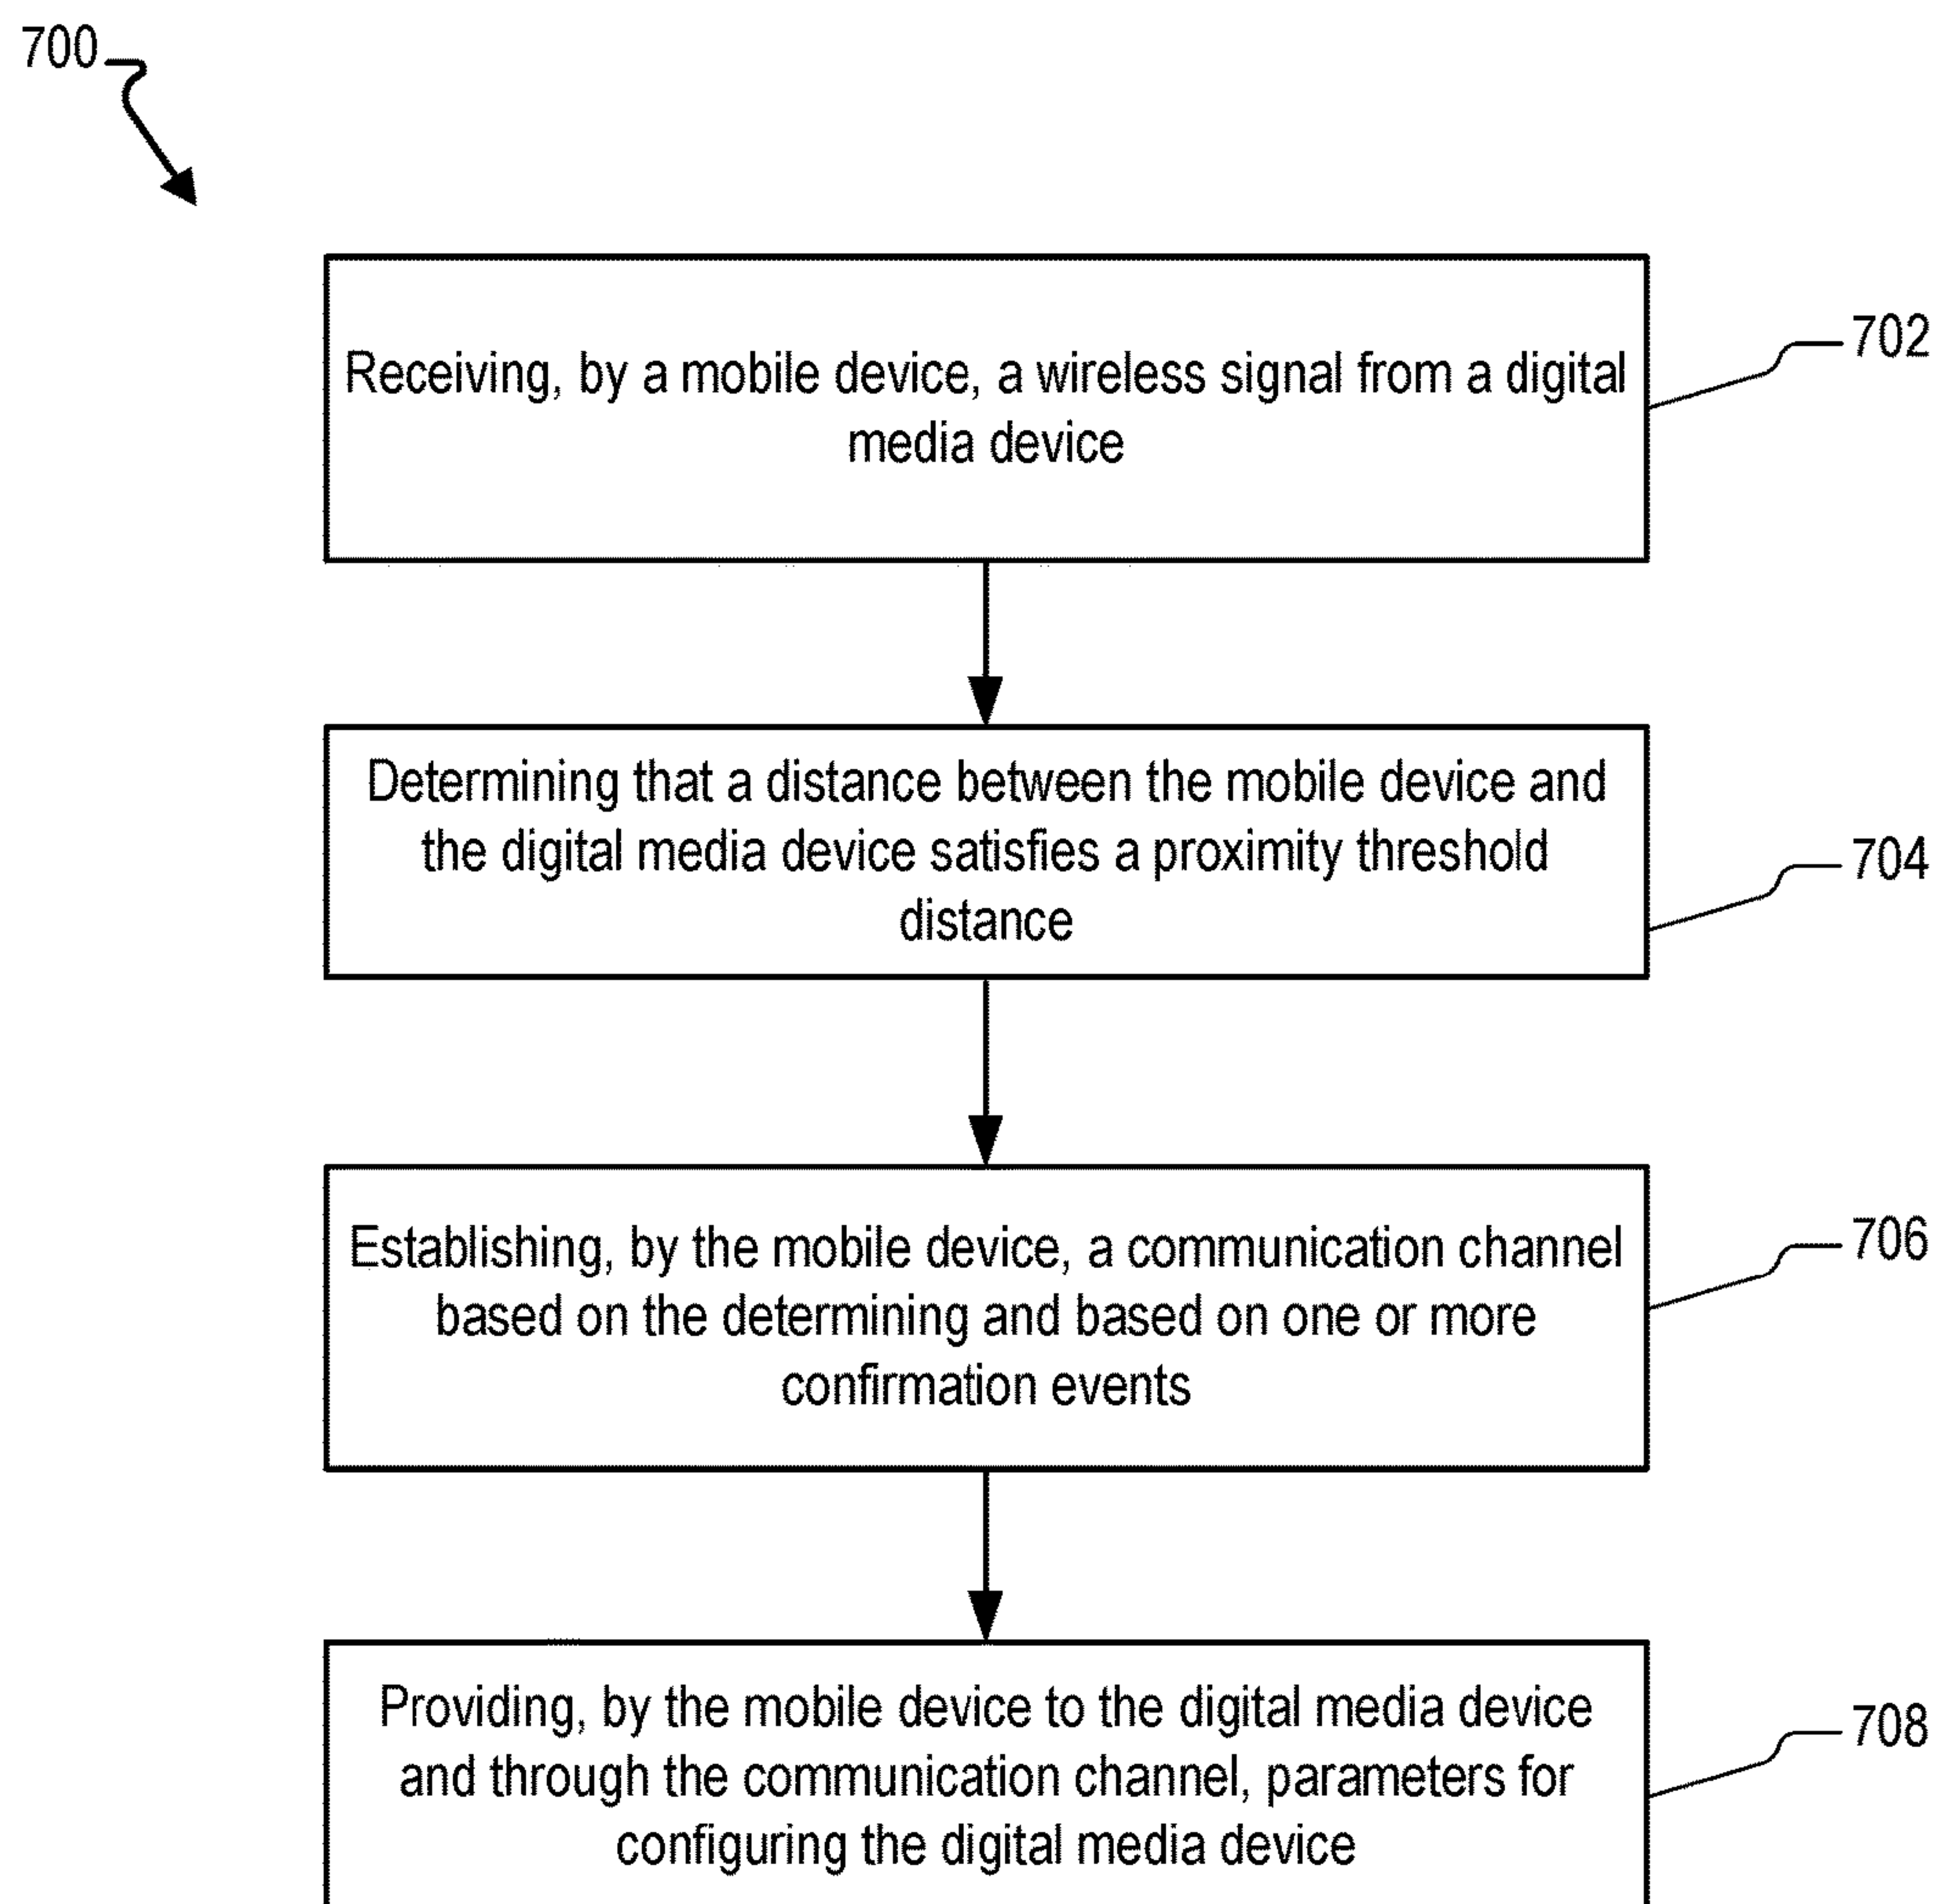 700
Receiving, by a mobile device, a wireless signal from a digital
media device
702
Determining that a distance between the mobile device and
the digital media device satisfies a proximity threshold
distance
704
Establishing, by the mobile device, a communication channel
based on the determining and based on one or more
confirmation events
706
Providing, by the mobile device to the digital media device
and through the communication channel, parameters for
configuring the digital media device
708